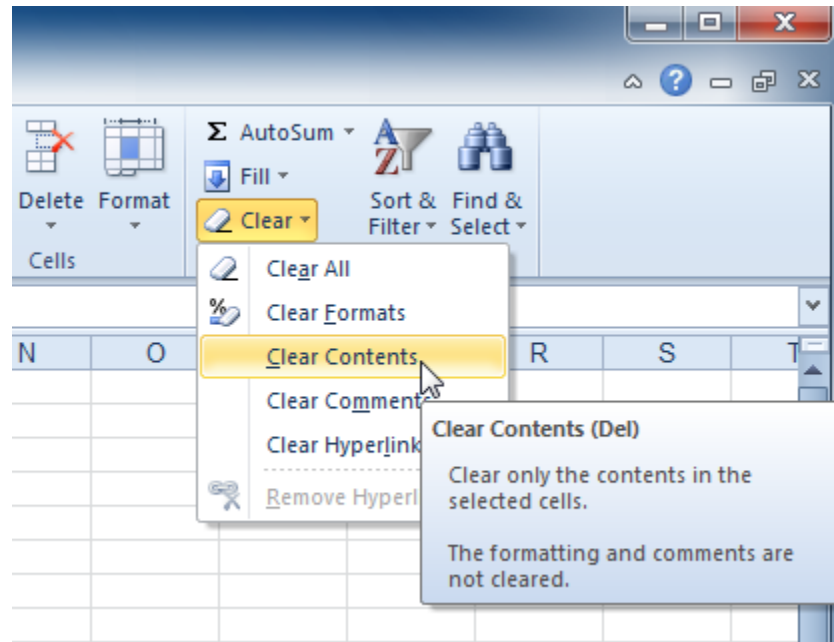 Σ AutoSum
Fill
Delete Format
Sort & Find &
Clear
Filter Select
Cells
Clear All
Clear Formats
N O R S T
Clear Contents
Clear Comment
Clear Hyperlink
Clear Contents (Del)
Remove Hyperl
Clear only the contents in the
selected cells.
The formatting and comments are
not cleared.